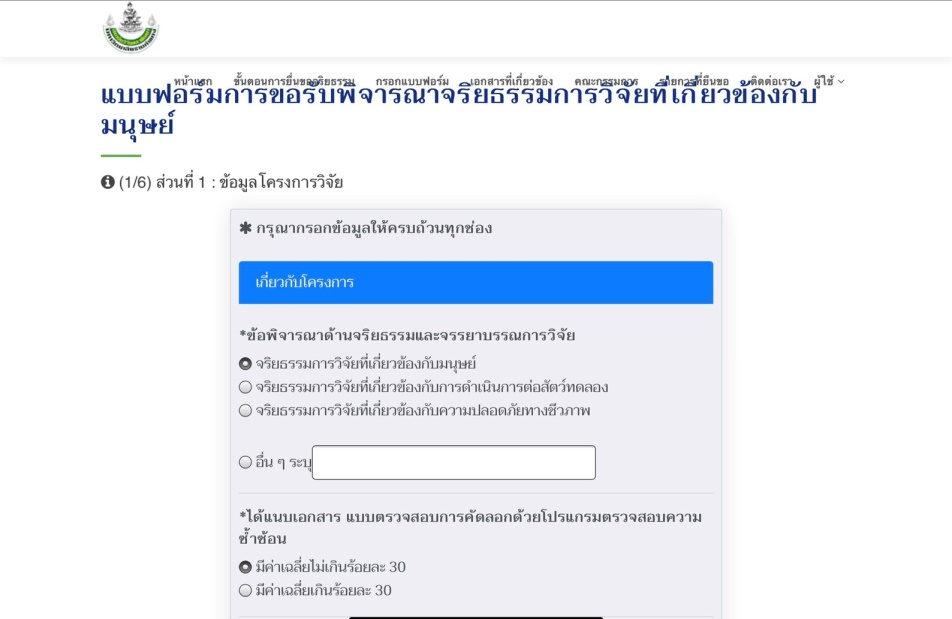 หน้าแรก ขั้นตอนการยื่นขอจริยธรรม กรอกแบบฟอร์ม เอกสารที่เกี่ยวข้อง คณะกรรมการ รายการที่ยื่นขอ ติดต่อเรา ผู้ใช้
แบบฟอร์มการขอรับพิจารณาจริยธรรมการวิจัยที่เกี่ยวข้องกับ
มนุษย์
(1/6) ส่วนที่ 1 : ข้อมูลโครงการวิจัย
✱ กรุณากรอกข้อมูลให้ครบถ้วนทุกช่อง
เกี่ยวกับโครงการ
*ข้อพิจารณาด้านจริยธรรมและจรรยาบรรณการวิจัย
จริยธรรมการวิจัยที่เกี่ยวข้องกับมนุษย์
จริยธรรมการวิจัยที่เกี่ยวข้องกับการดำเนินการต่อสัตว์ทดลอง
จริยธรรมการวิจัยที่เกี่ยวข้องกับความปลอดภัยทางชีวภาพ
อื่น ๆ ระบุ
*ได้แนบเอกสาร แบบตรวจสอบการคัดลอกด้วยโปรแกรมตรวจสอบความ
ซ้ำซ้อน
มีค่าเฉลี่ยไม่เกินร้อยละ 30
มีค่าเฉลี่ยเกินร้อยละ 30